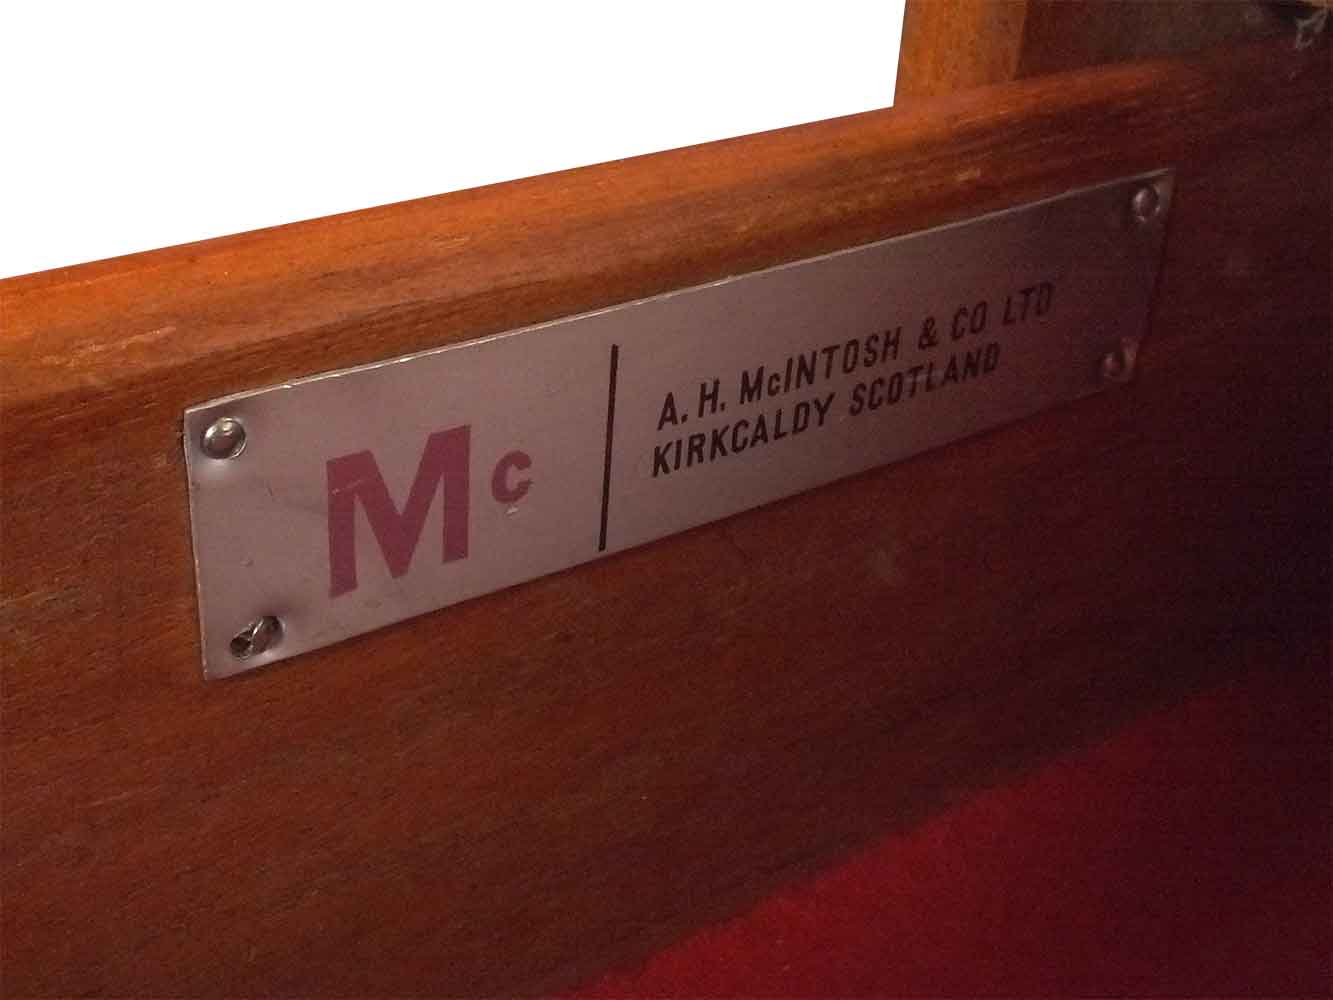 Mc
A. H. McINTOSH & CO LTD
KIRKCALDY SCOTLAND